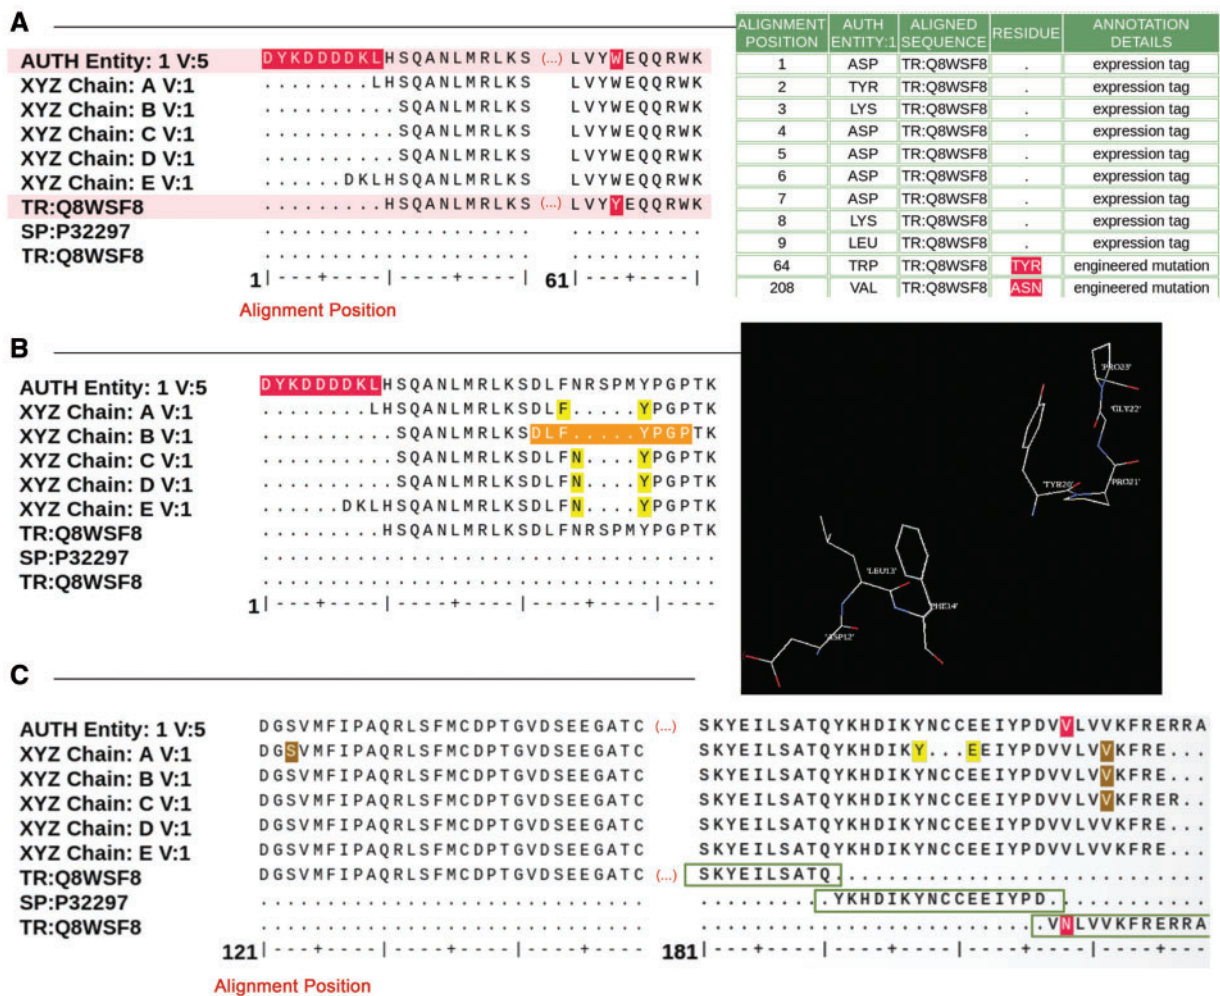 A
AUTH Entity: 1 V:5 DYKDDDDKLHSQANLMRLKS (...) LVYWEQQRWK
XYZ Chain: A V:1 ........LHSQANLMRLKS LVYWEQQRWK
XYZ Chain: B V:1 ..........SQANLMRLKS LVYWEQQRWK
XYZ Chain: C V:1 ..........SQANLMRLKS LVYWEQQRWK
XYZ Chain: D V:1 ..........SQANLMRLKS LVYWEQQRWK
XYZ Chain: E V:1 ......DKLHSQANLMRLKS LVYWEQQRWK
TR:Q8WSF8 .........HSQANLMRLKS (...) LVYYEQQRWK
SP:P32297 .................... ..........
TR:Q8WSF8 .................... ..........
1|---+----|----+----| 61|---+----|
Alignment Position
ALIGNMENT POSITION AUTH ENTITY:1 ALIGNED SEQUENCE RESIDUE ANNOTATION DETAILS
1 ASP TR:Q8WSF8 . expression tag
2 TYR TR:Q8WSF8 . expression tag
3 LYS TR:Q8WSF8 . expression tag
4 ASP TR:Q8WSF8 . expression tag
5 ASP TR:Q8WSF8 . expression tag
6 ASP TR:Q8WSF8 . expression tag
7 ASP TR:Q8WSF8 . expression tag
8 LYS TR:Q8WSF8 . expression tag
9 LEU TR:Q8WSF8 . expression tag
64 TRP TR:Q8WSF8 TYR engineered mutation
208 VAL TR:Q8WSF8 ASN engineered mutation
B
AUTH Entity: 1 V:5 DYKDDDDKLHSQANLMRLKSDLFNRSPMYPGPTK
XYZ Chain: A V:1 ........LHSQANLMRLKSDLF.....YPGPTK
XYZ Chain: B V:1 ..........SQANLMRLKSDLF.....YPGPTK
XYZ Chain: C V:1 ..........SQANLMRLKSDLFN....YPGPTK
XYZ Chain: D V:1 ..........SQANLMRLKSDLFN....YPGPTK
XYZ Chain: E V:1 ......DKLHSQANLMRLKSDLFN....YPGPTK
TR:Q8WSF8 .........HSQANLMRLKSDLFNRSPMYPGPTK
SP:P32297 ..................................
TR:Q8WSF8 ..................................
1|---+----|----+----|----+----|----
'PRO23'
'GLY22'
'TYR20'
'PRO21'
'LEU13'
'PHE14'
'ASP12'
C
AUTH Entity: 1 V:5 DGSVMFIPAQRLSFMCDPTGVDSEEGATC (...) SKYEILSATQYKHDIKYNCCEEIYPDVVLVVKFRERRA
XYZ Chain: A V:1 DGSVMFIPAQRLSFMCDPTGVDSEEGATC SKYEILSATQYKHDIKY...EEIYPDVVLVVKFRE...
XYZ Chain: B V:1 DGSVMFIPAQRLSFMCDPTGVDSEEGATC SKYEILSATQYKHDIKYNCCEEIYPDVVLVVKFRE...
XYZ Chain: C V:1 DGSVMFIPAQRLSFMCDPTGVDSEEGATC SKYEILSATQYKHDIKYNCCEEIYPDVVLVVKFRER..
XYZ Chain: D V:1 DGSVMFIPAQRLSFMCDPTGVDSEEGATC SKYEILSATQYKHDIKYNCCEEIYPDVVLVVKFRE...
XYZ Chain: E V:1 DGSVMFIPAQRLSFMCDPTGVDSEEGATC SKYEILSATQYKHDIKYNCCEEIYPDVVLVVKFRE...
TR:Q8WSF8 DGSVMFIPAQRLSFMCDPTGVDSEEGATC (...) SKYEILSATQ............................
SP:P32297 ............................. ..........YKHDIKYNCCEEIYPD............
TR:Q8WSF8 ............................. ..........................VNLVVKFRERRA
121|---+----|----+----|----+---- 181|---+----|----+----|----+----|----+---
Alignment Position